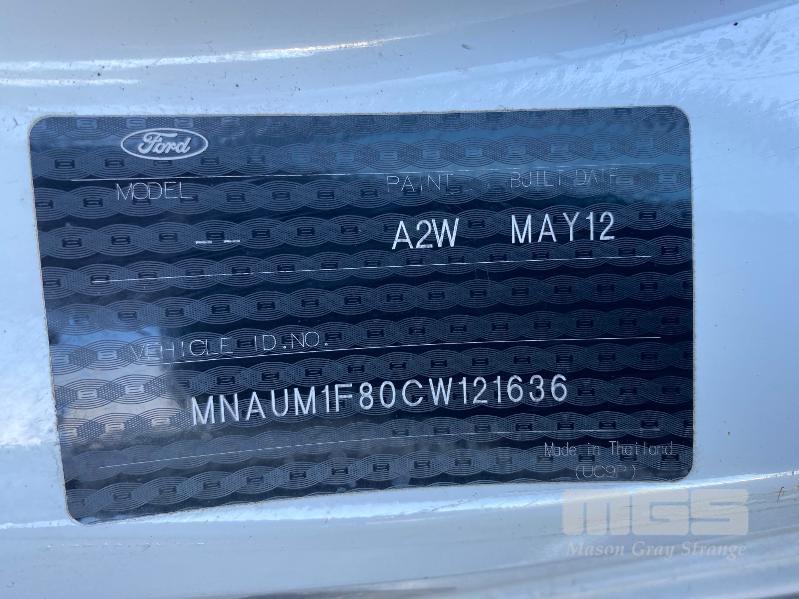 Ford
MODEL PAINT BUILT DATE
-- A2W MAY12
VEHICLE ID.NO.
MNAUM1F80CW121636
Made in Thailand
MGS
Mason Gray Strange